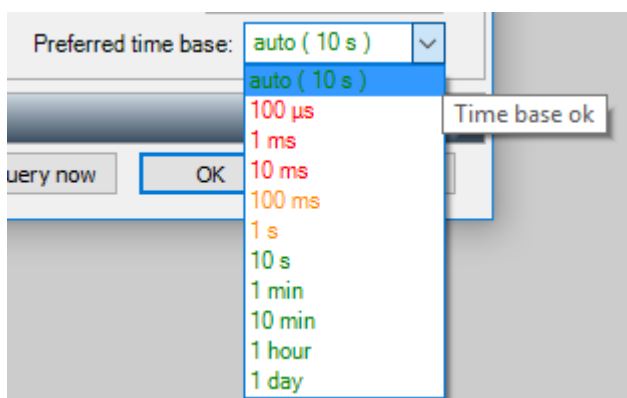 Preferred time base: auto ( 10 s )
auto ( 10 s )
Time base ok
100 µs
1 ms
10 ms
uery now OK
100 ms
1 s
10 s
1 min
10 min
1 hour
1 day